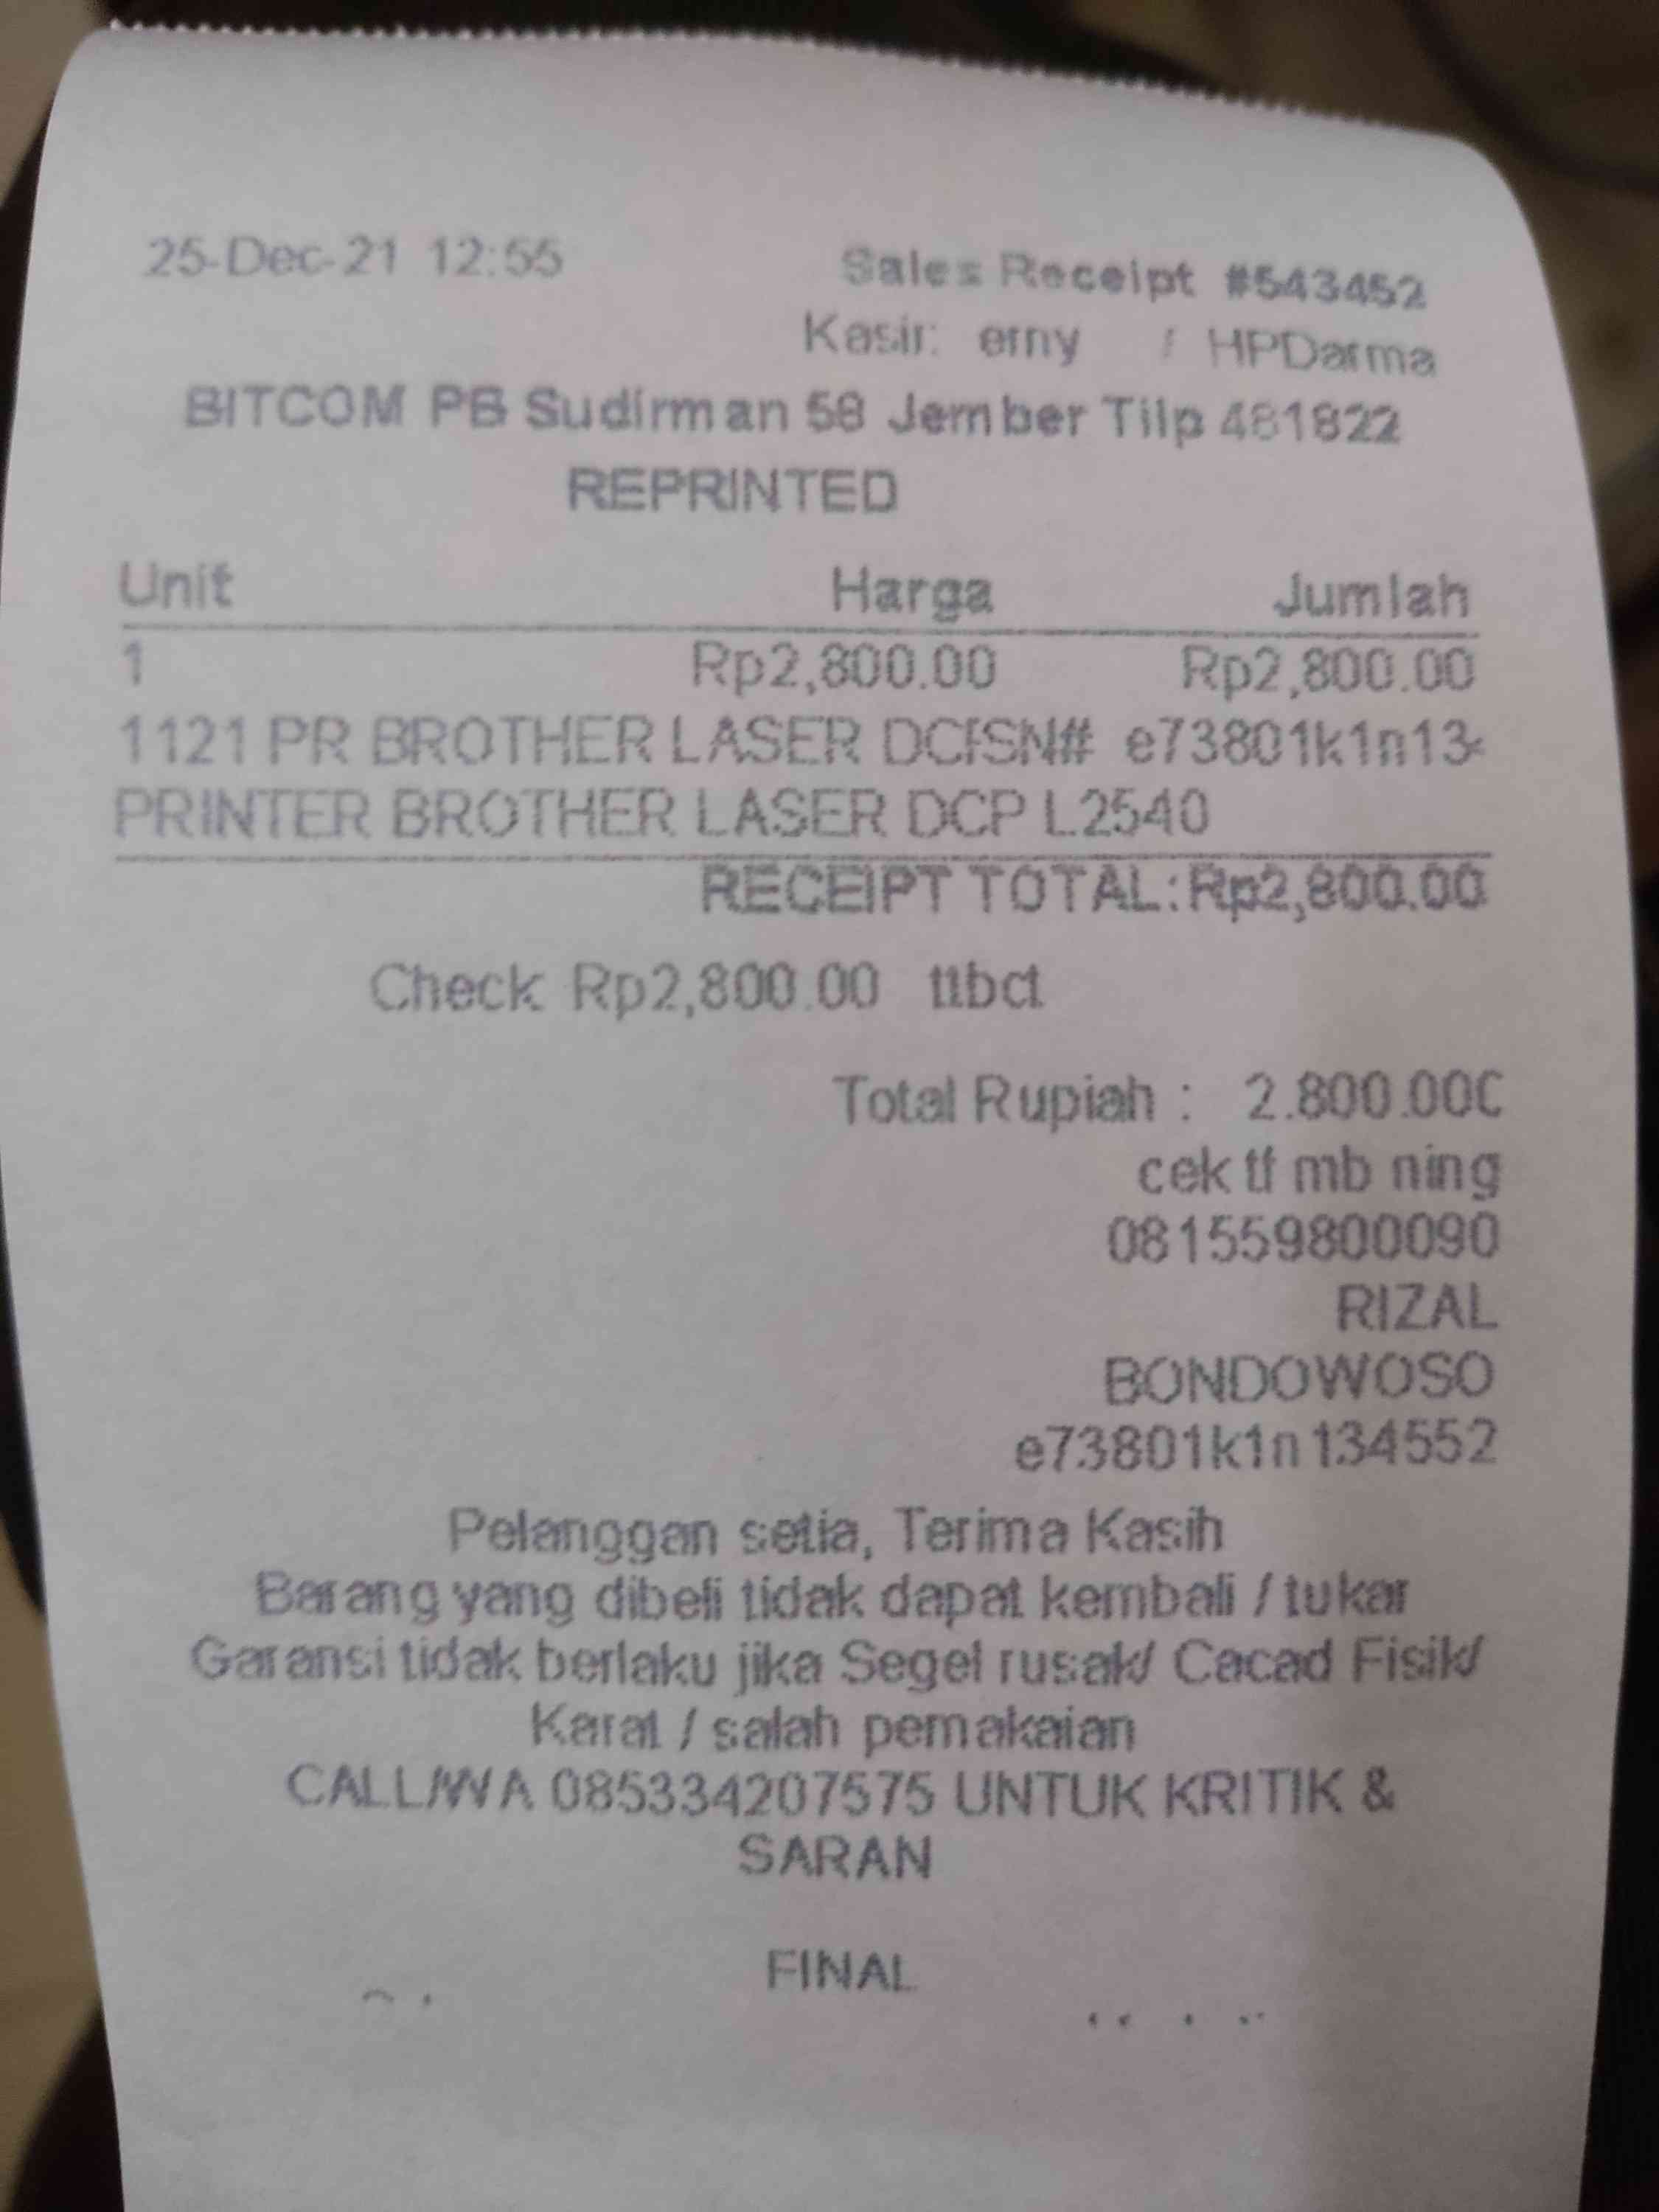 25-Dec-21 12:55
Sales Receipt #543452
Kasir: erny / HPDarma
BITCOM PB Sudirman 58 Jember Tilp 481822
REPRINTED
Unit Harga Jumlah
1 Rp2,800.00 Rp2,800.00
1121 PR BROTHER LASER DCISN# e73801k1n13
PRINTER BROTHER LASER DCP L2540
RECEIPT TOTAL: Rp2,800.00
Check Rp2,800.00 ttbct
Total Rupiah : 2.800.000
cek tf mb ning
081559800090
RIZAL
BONDOWOSO
e73801k1n134552
Pelanggan setia, Terima Kasih
Barang yang dibeli tidak dapat kembali / tukar
Garansi tidak berlaku jika Segel rusak/ Cacad Fisik/
Karat / salah pemakaian
CALL/WA 085334207575 UNTUK KRITIK &
SARAN
FINAL